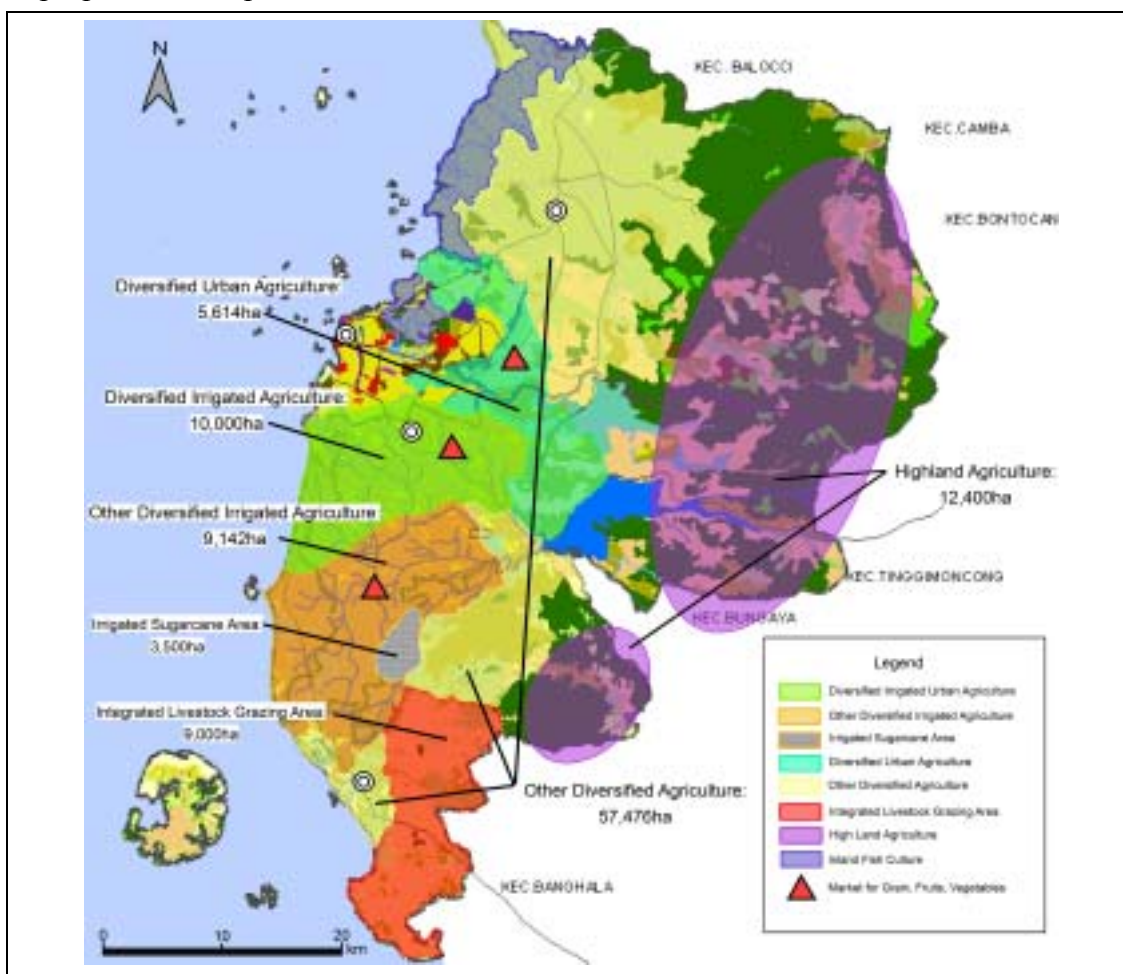 N
KEC. BALOCCI
KEC.CAMBA
KEC.BONTOCAN
Diversified Urban Agriculture:
5,614ha
Diversified Irrigated Agriculture:
10,000ha
Highland Agriculture:
12,400ha
Other Diversified Irrigated Agriculture:
9,142ha
KEC.TINGGIMONCONG
KEC.BUNGAYA
Irrigated Sugarcane Area
3,500ha
Integrated Livestock Grazing Area:
9,000ha
Other Diversified Agriculture:
57,476ha
KEC.BANGHALA
0 10 20
km
Legend
Diversified Irrigated Urban Agriculture
Other Diversified Irrigated Agriculture
Irrigated Sugarcane Area
Diversified Urban Agriculture
Other Diversified Agriculture
Integrated Livestock Grazing Area
High Land Agriculture
Inland Fish Culture
Market for Grain, Fruits, Vegetables